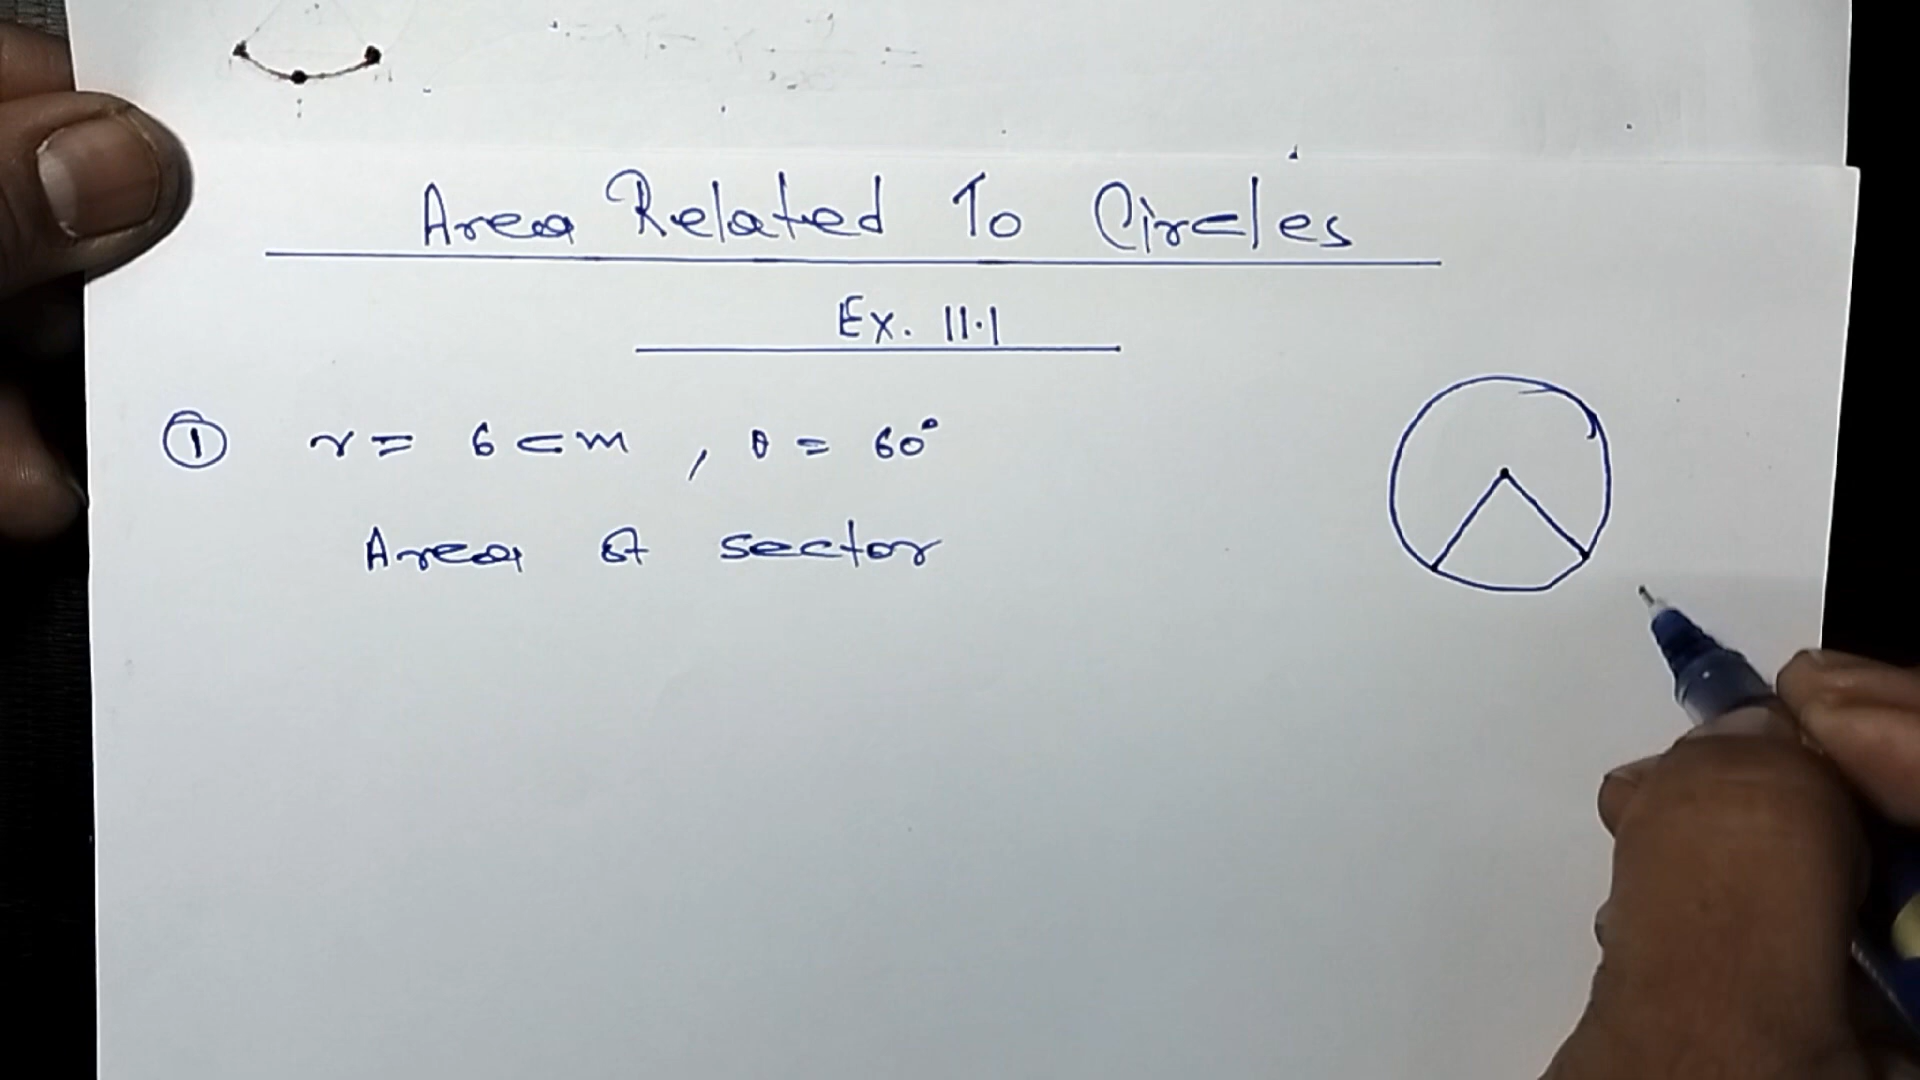 Area Related To Circles
Ex. 11.1
① r = 6 cm , θ = 60°
Area of sector